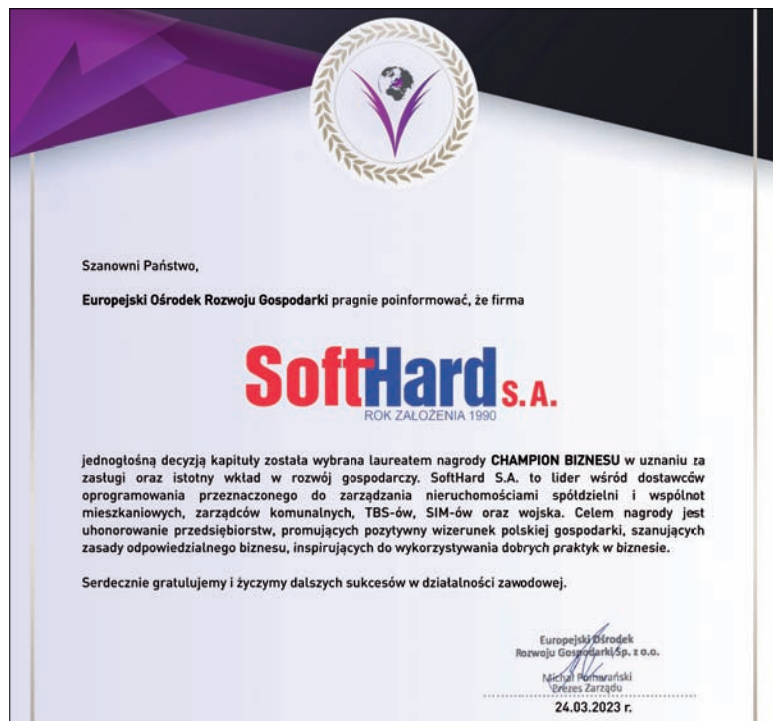 Szanowni Państwo,
Europejski Ośrodek Rozwoju Gospodarki pragnie poinformować, że firma
SoftHard S.A.
ROK ZAŁOŻENIA 1990
jednogłośną decyzją kapituły została wybrana laureatem nagrody CHAMPION BIZNESU w uznaniu za
zasługi oraz istotny wkład w rozwój gospodarczy. SoftHard S.A. to lider wśród dostawców
oprogramowania przeznaczonego do zarządzania nieruchomościami spółdzielni i wspólnot
mieszkaniowych, zarządców komunalnych, TBS-ów, SIM-ów oraz wojska. Celem nagrody jest
uhonorowanie przedsiębiorstw, promujących pozytywny wizerunek polskiej gospodarki, szanujących
zasady odpowiedzialnego biznesu, inspirujących do wykorzystywania dobrych praktyk w biznesie.
Serdecznie gratulujemy i życzymy dalszych sukcesów w działalności zawodowej.
Europejski Ośrodek
Rozwoju Gospodarki Sp. z o.o.
Michał Pomarański
Prezes Zarządu
24.03.2023 r.